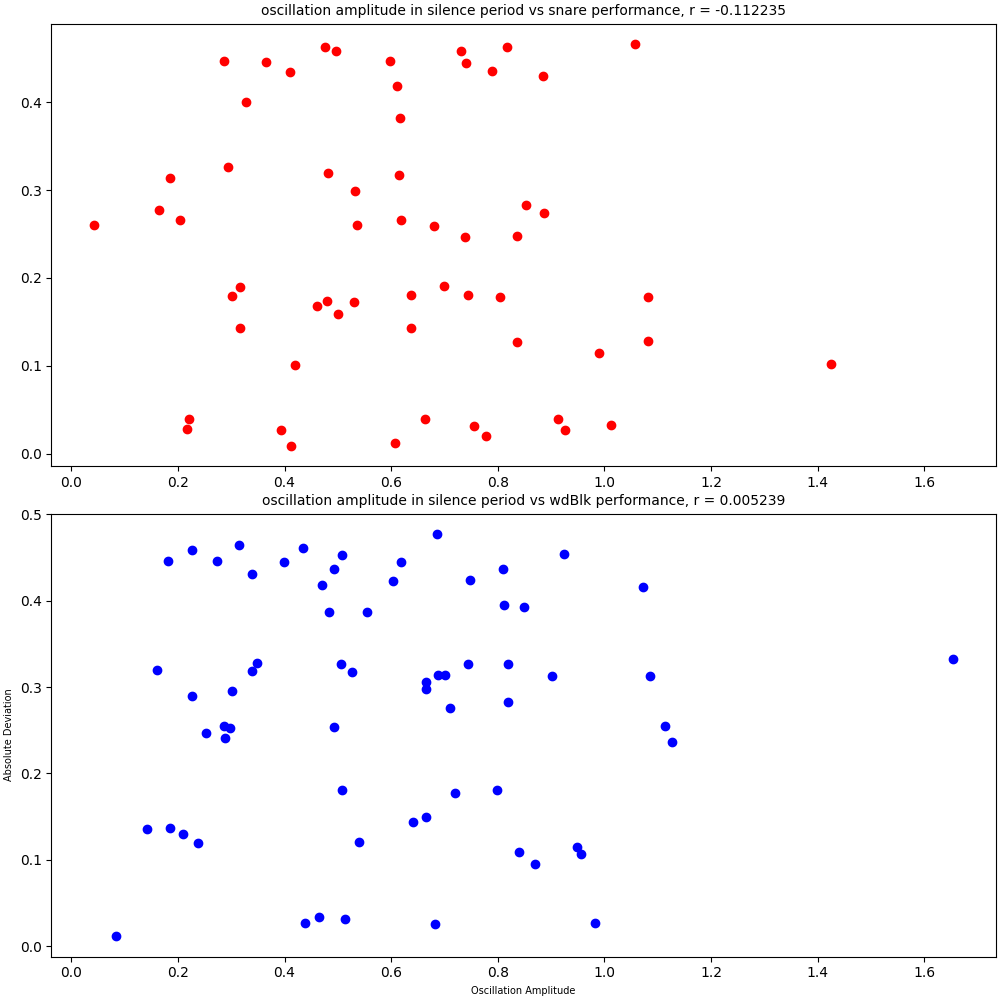 oscillation amplitude in silence period vs snare performance, r = -0.112235
0.4
0.3
0.2
0.1
0.0
0.0 0.2 0.4 0.6 0.8 1.0 1.2 1.4 1.6
oscillation amplitude in silence period vs wdBlk performance, r = 0.005239
0.5
0.4
0.3
0.2
0.1
0.0
Absolute Deviation
0.0 0.2 0.4 0.6 0.8 1.0 1.2 1.4 1.6
Oscillation Amplitude